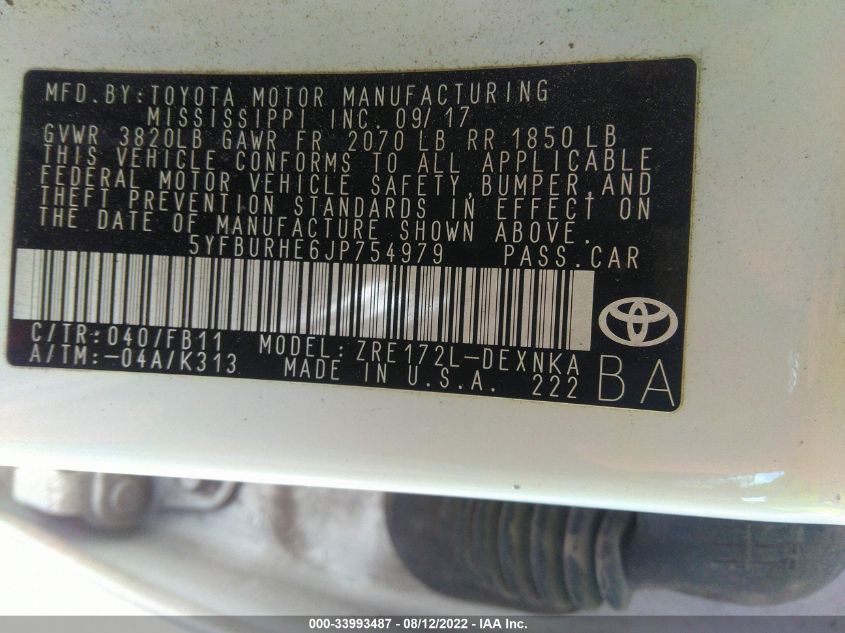 MFD.BY:TOYOTA MOTOR MANUFACTURING
MISSISSIPPI INC. 09/17
GVWR 3820LB GAWR FR 2070 LB RR 1850 LB
THIS VEHICLE CONFORMS TO ALL APPLICABLE
FEDERAL MOTOR VEHICLE SAFETY,BUMPER,AND
THEFT PREVENTION STANDARDS IN EFFECT ON
THE DATE OF MANUFACTURE SHOWN ABOVE.
5YFBURHE6JP754979 PASS.CAR
C/TR:040/FB11 MODEL:ZRE172L-DEXNKA
A/TM:-04A/K313 MADE IN U.S.A. 222
BA
000-33993487 - 08/12/2022 - IAA Inc.